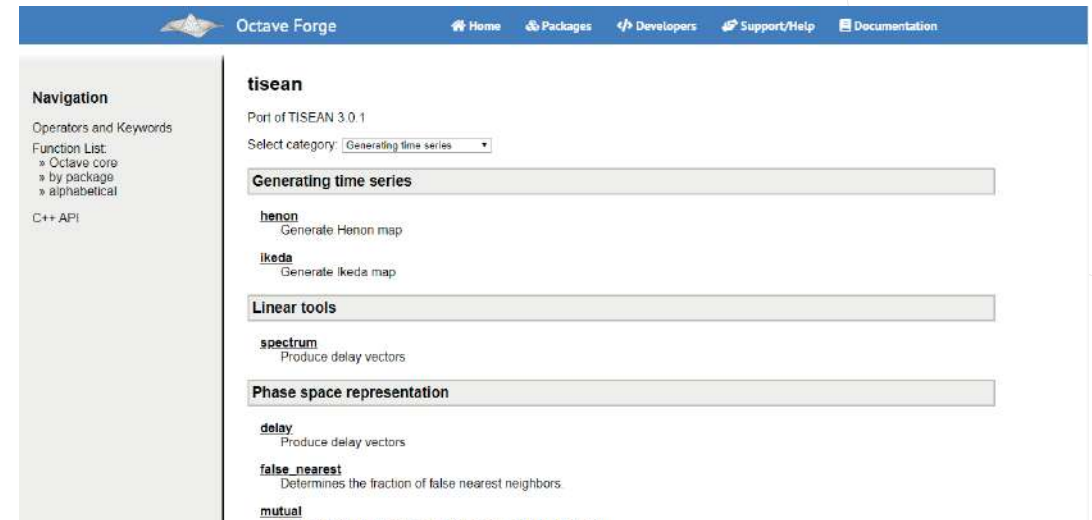 Octave Forge
Home Packages Developers Support/Help Documentation
Navigation
Operators and Keywords
Function List:
» Octave core
» by package
» alphabetical
C++ API
tisean
Port of TISEAN 3.0.1
Select category: Generating time series
Generating time series
henon
Generate Henon map
ikeda
Generate Ikeda map
Linear tools
spectrum
Produce delay vectors
Phase space representation
delay
Produce delay vectors
false_nearest
Determines the fraction of false nearest neighbors.
mutual